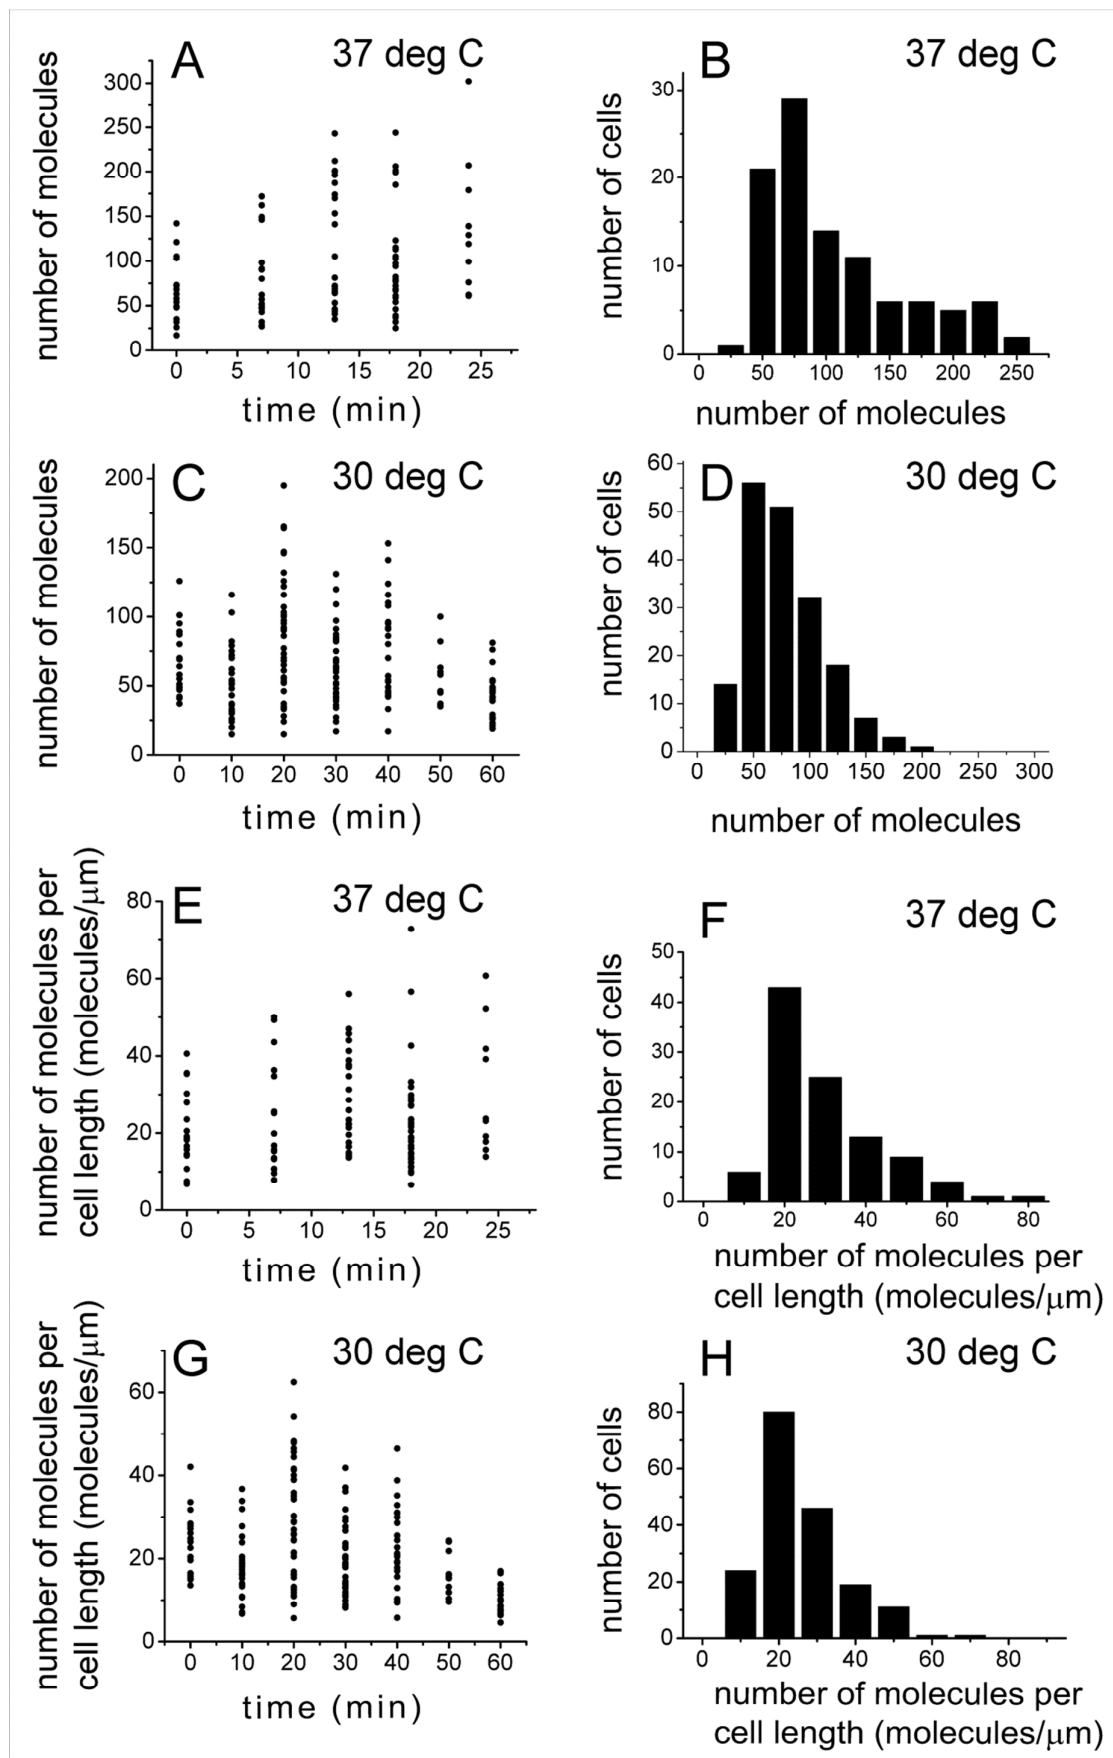 A 37 deg C
number of molecules
300
250
200
150
100
50
0
0 5 10 15 20 25
time (min)
B 37 deg C
number of cells
30
20
10
0
0 50 100 150 200 250
number of molecules
C 30 deg C
number of molecules
200
150
100
50
0
0 10 20 30 40 50 60
time (min)
D 30 deg C
number of cells
60
50
40
30
20
10
0
0 50 100 150 200 250 300
number of molecules
E 37 deg C
number of molecules per
cell length (molecules/μm)
80
60
40
20
0
0 5 10 15 20 25
time (min)
F 37 deg C
number of cells
50
40
30
20
10
0
0 20 40 60 80
number of molecules per
cell length (molecules/μm)
G 30 deg C
number of molecules per
cell length (molecules/μm)
60
40
20
0
0 10 20 30 40 50 60
time (min)
H 30 deg C
number of cells
80
60
40
20
0
0 20 40 60 80
number of molecules per
cell length (molecules/μm)